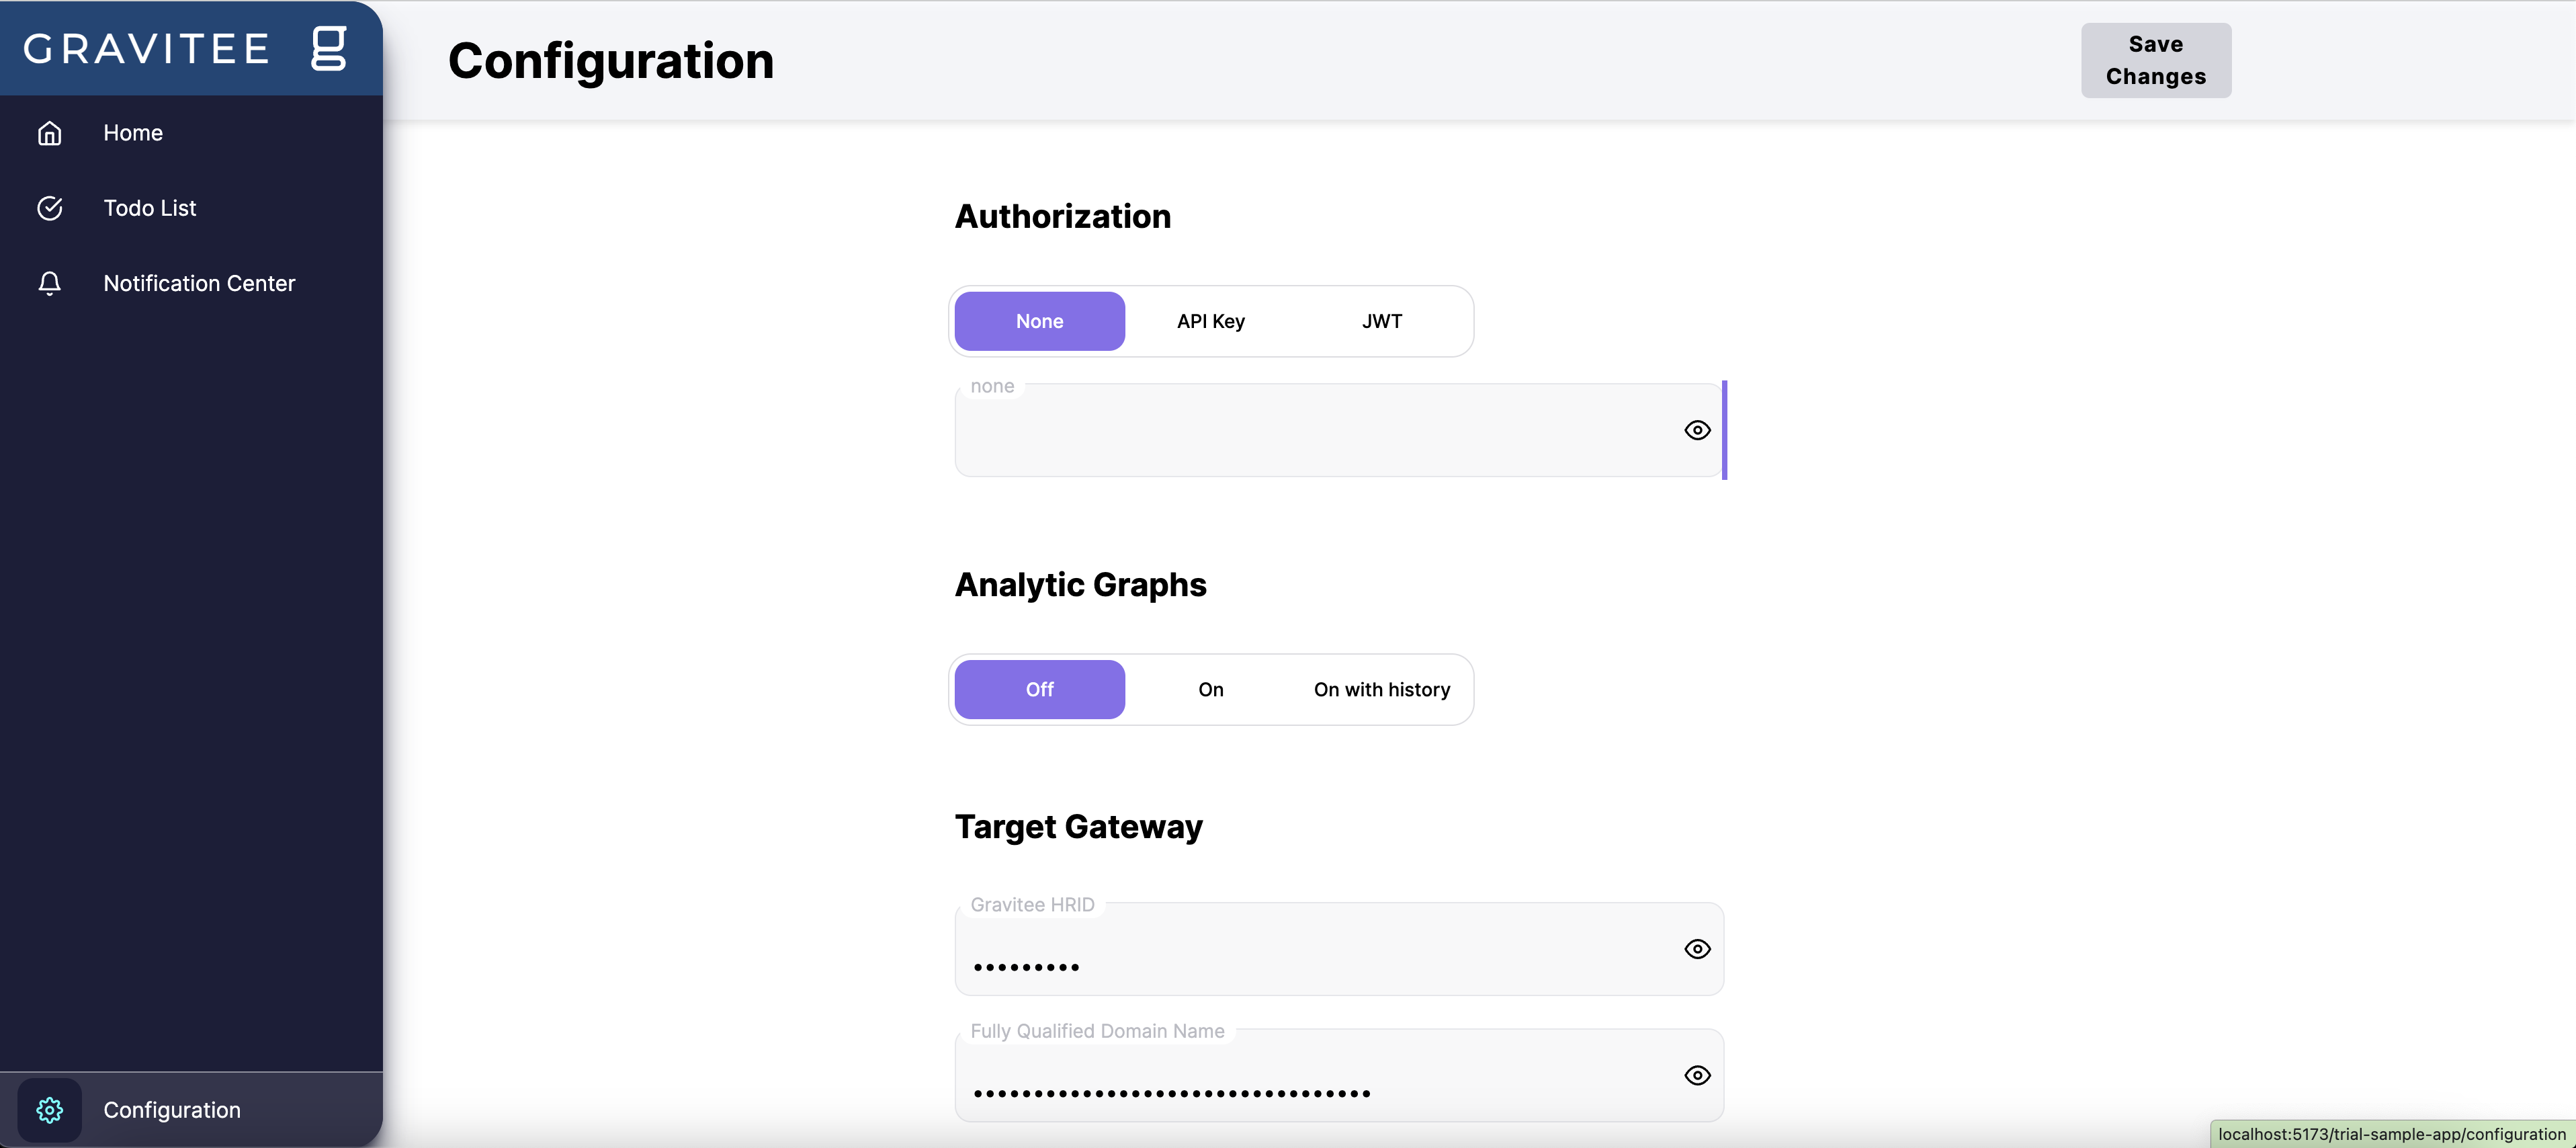 GRAVITEE g
Home
Todo List
Notification Center
Configuration
Configuration
Save
Changes
Authorization
None API Key JWT
none
Analytic Graphs
Off On On with history
Target Gateway
Gravitee HRID
•••••••••
Fully Qualified Domain Name
•••••••••••••••••••••••••••••••••
localhost:5173/trial-sample-app/configuration